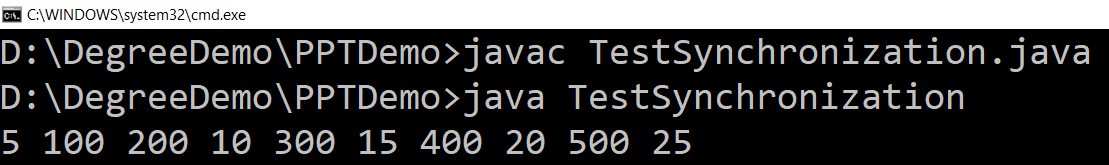 C:\WINDOWS\system32\cmd.exe
D:\DegreeDemo\PPTDemo>javac TestSynchronization.java
D:\DegreeDemo\PPTDemo>java TestSynchronization
5 100 200 10 300 15 400 20 500 25